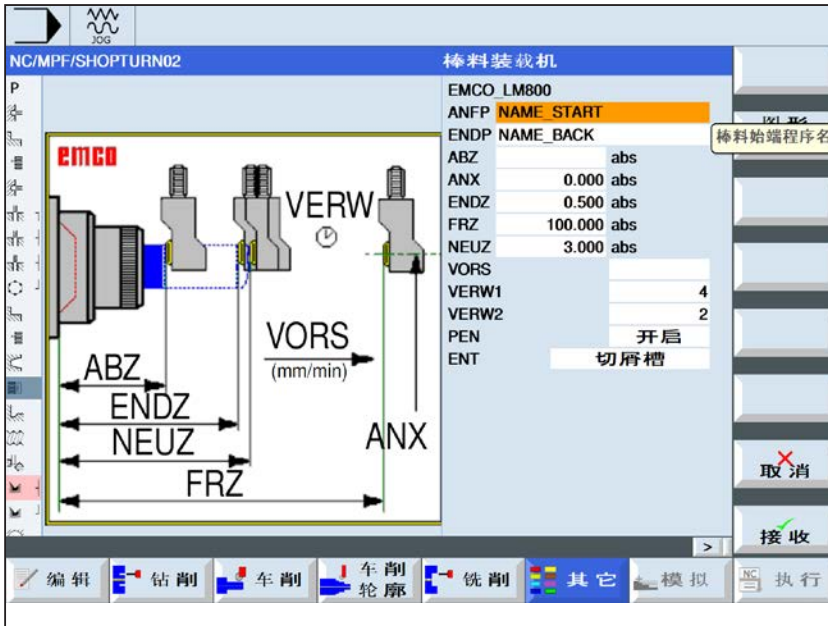 JOG
NC/MPF/SHOPTURN02
棒料装载机
P
EMCO_LM800
ANFP NAME_START
图形
棒料始端程序名
ENDP NAME_BACK
ABZ abs
ANX 0.000 abs
ENDZ 0.500 abs
FRZ 100.000 abs
NEUZ 3.000 abs
VORS
VERW1 4
VERW2 2
PEN 开启
ENT 切屑槽
emco
VERW
VORS
(mm/min)
ABZ
ENDZ
NEUZ
ANX
FRZ
取消
接收
>
编辑
钻削
车削
车削
轮廓
铣削
其它
模拟
NC
执行